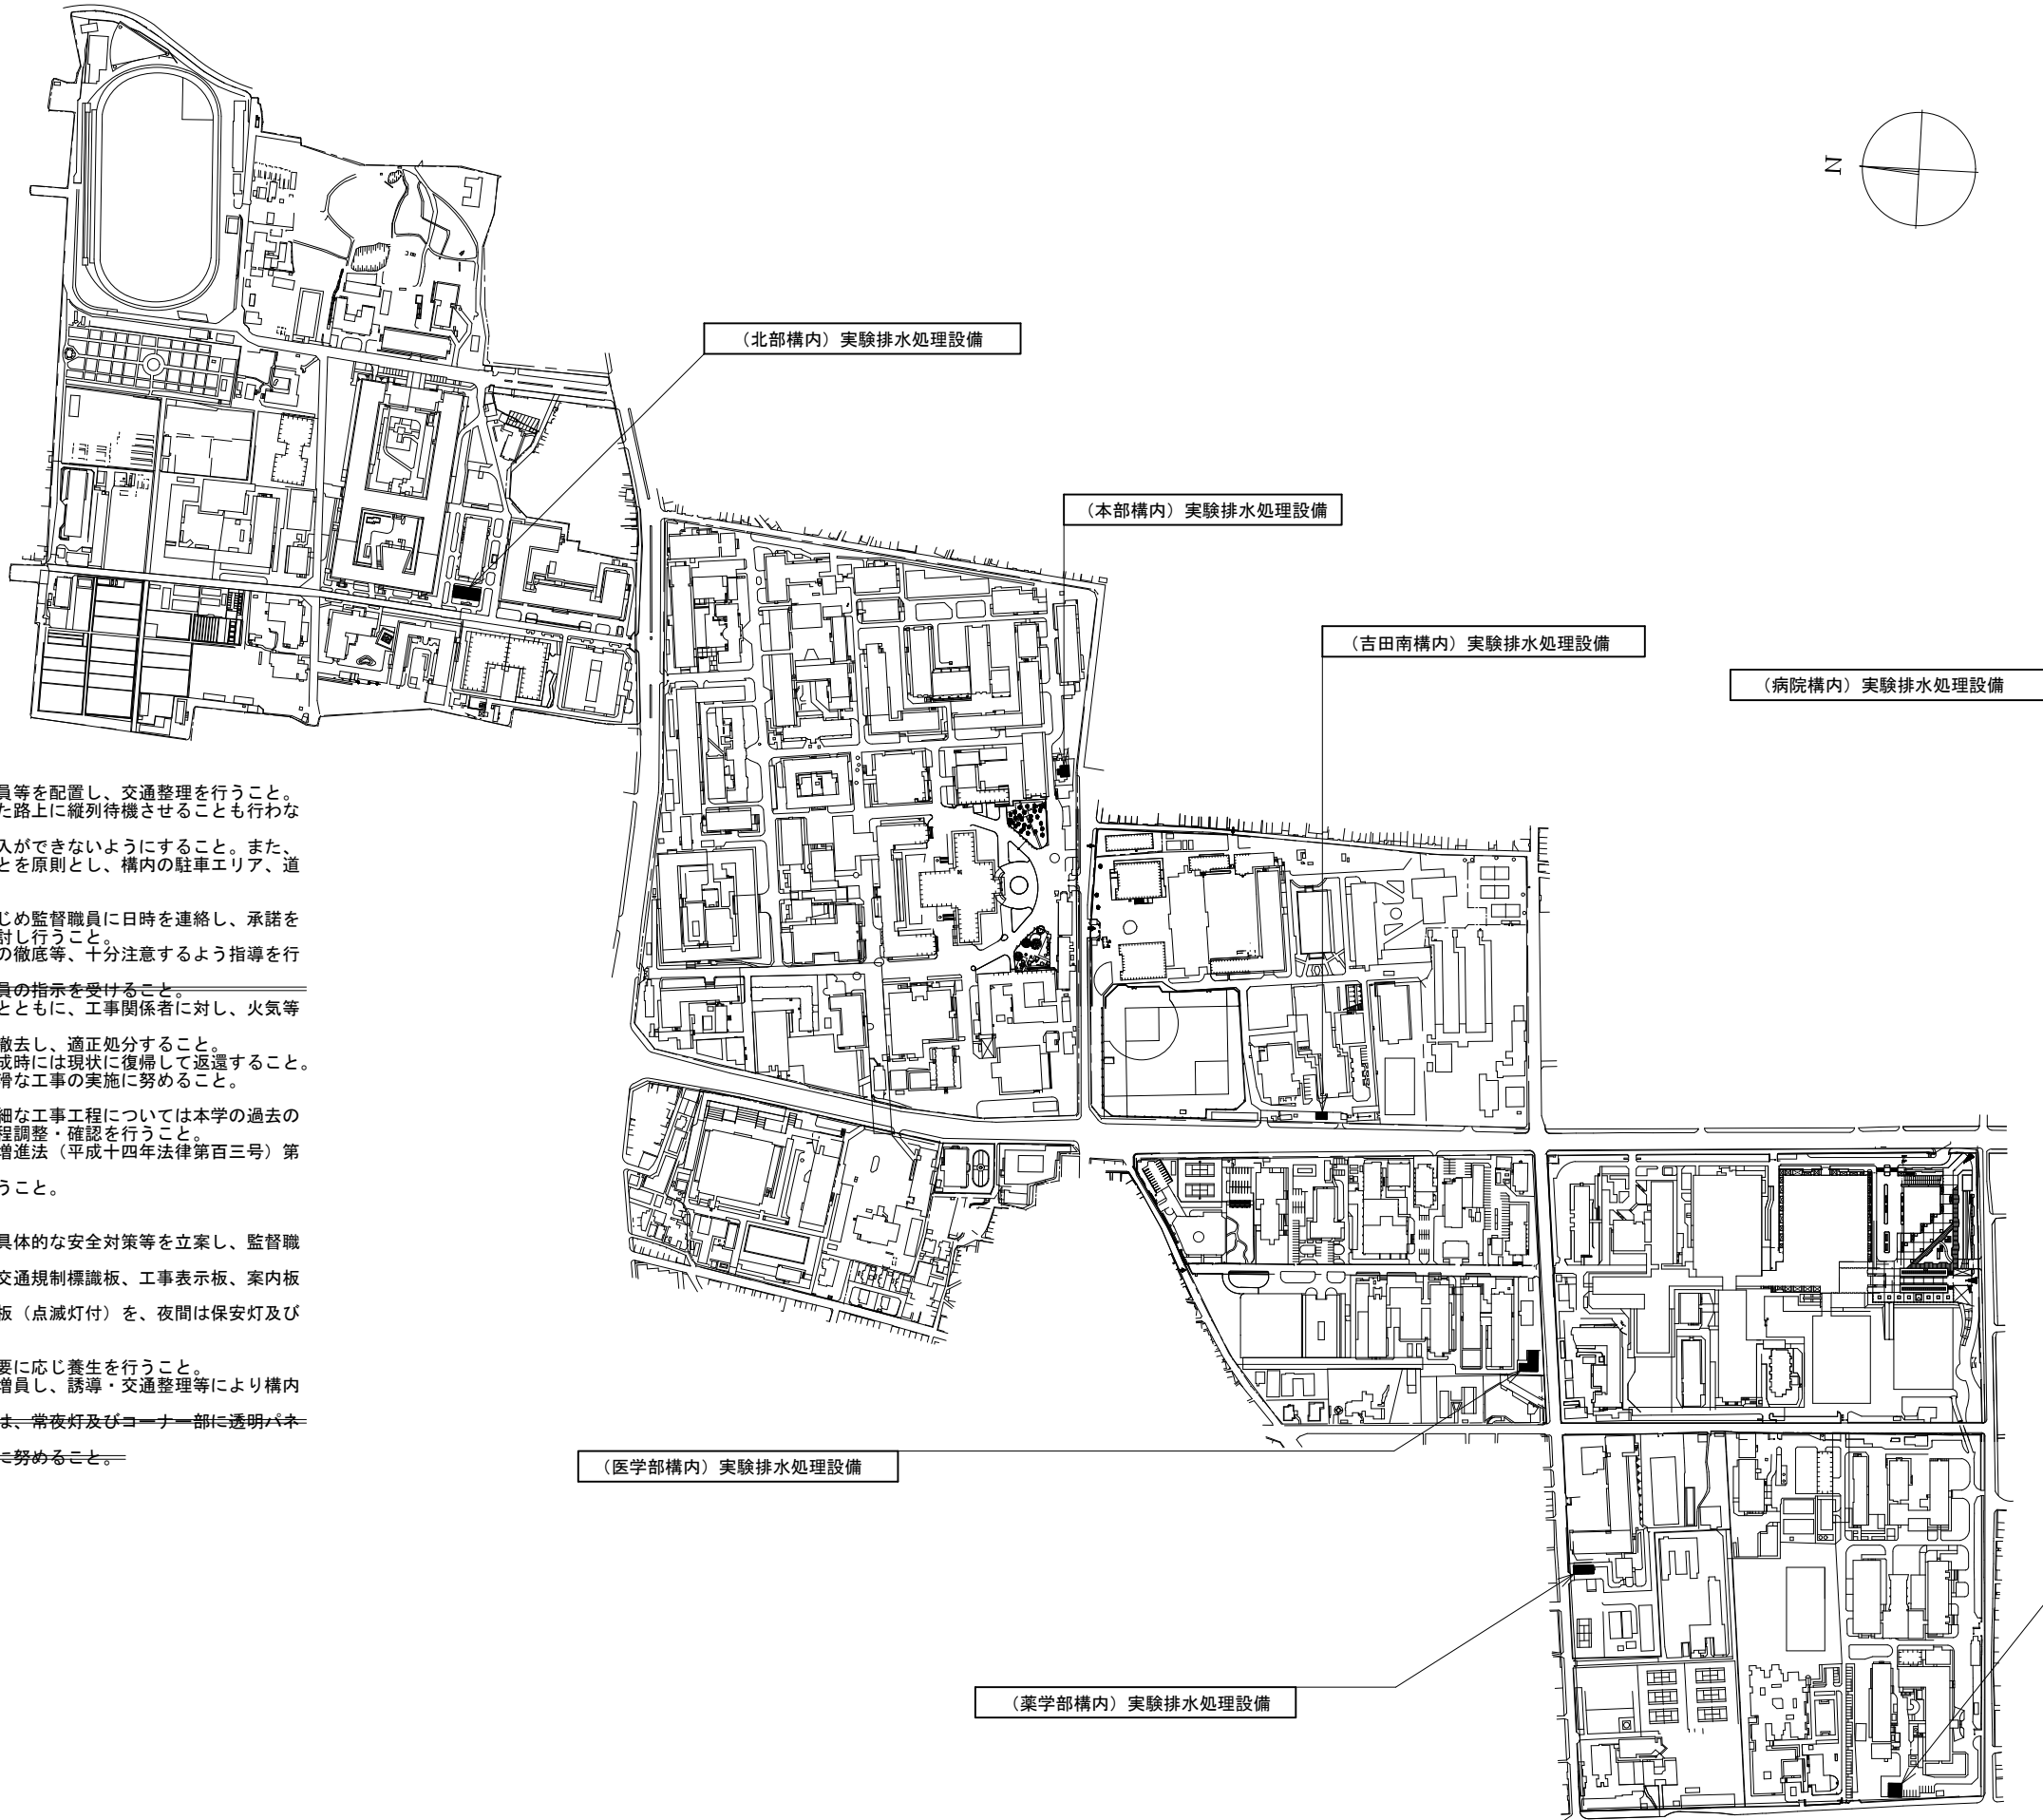 N
（北部構内）実験排水処理設備
（本部構内）実験排水処理設備
（吉田南構内）実験排水処理設備
（病院構内）実験排水処理設備
員等を配置し、交通整理を行うこと。
た路上に縦列待機させることも行わな
入ができないようにすること。また、
とを原則とし、構内の駐車エリア、道
じめ監督職員に日時を連絡し、承諾を
討し行うこと。
の徹底等、十分注意するよう指導を行
員の指示を受けること。
とともに、工事関係者に対し、火気等
撤去し、適正処分すること。
成時には現状に復帰して返還すること。
滑な工事の実施に努めること。
細な工事工程については本学の過去の
程調整・確認を行うこと。
増進法（平成十四年法律第百三号）第
うこと。
具体的な安全対策等を立案し、監督職
交通規制標識板、工事表示板、案内板
板（点滅灯付）を、夜間は保安灯及び
要に応じ養生を行うこと。
増員し、誘導・交通整理等により構内
は、常夜灯及びコーナー部に透明パネ
に努めること。
（医学部構内）実験排水処理設備
（薬学部構内）実験排水処理設備